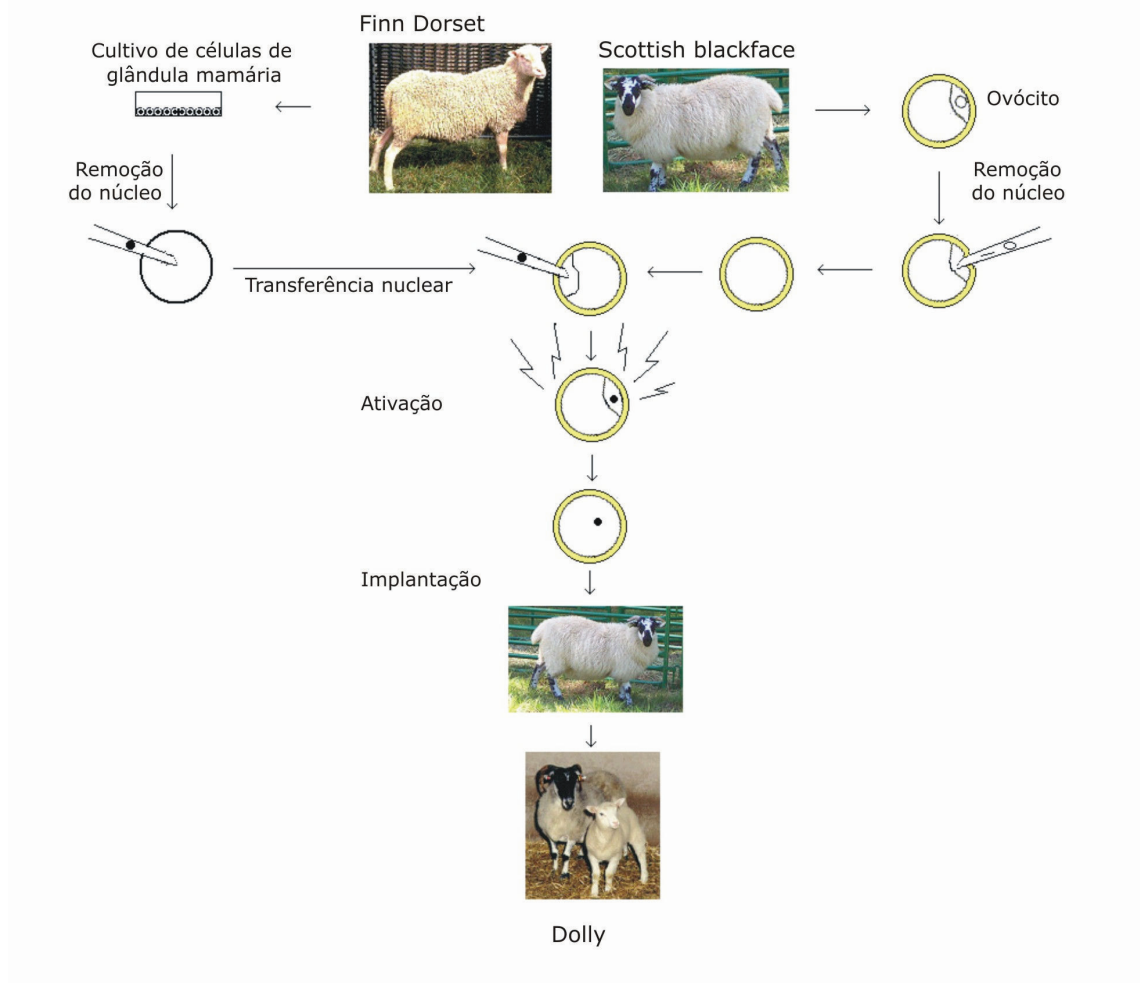 Finn Dorset
Scottish blackface
Cultivo de células de
glândula mamária
Ovócito
Remoção
do núcleo
Remoção
do núcleo
Transferência nuclear
Ativação
Implantação
Dolly